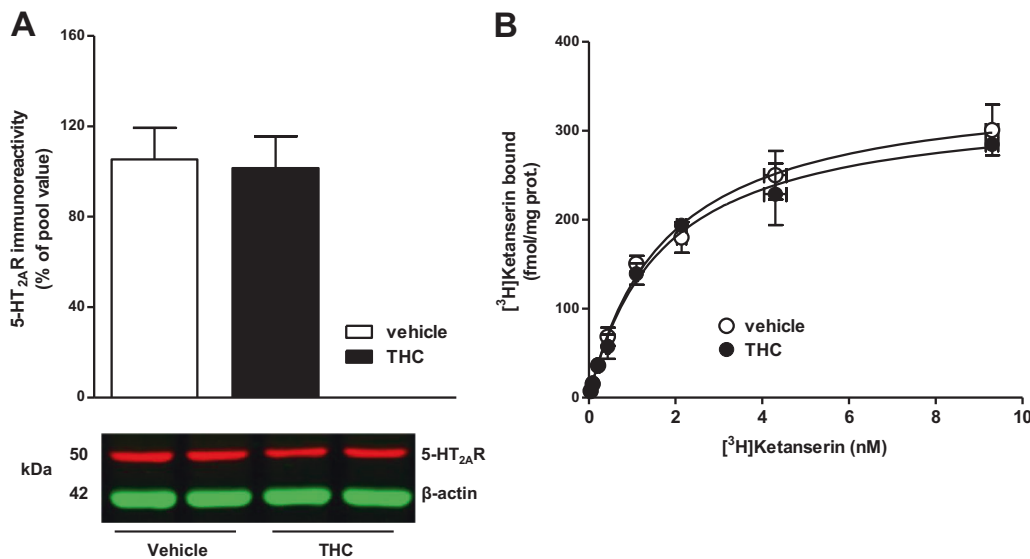 A
160
120
80
40
0
5-HT2AR immunoreactivity
(% of pool value)
vehicle
THC
kDa
50
42
5-HT2AR
β-actin
Vehicle
THC
B
400
300
200
100
0
[³H]Ketanserin bound
(fmol/mg prot.)
vehicle
THC
0 2 4 6 8 10
[³H]Ketanserin (nM)